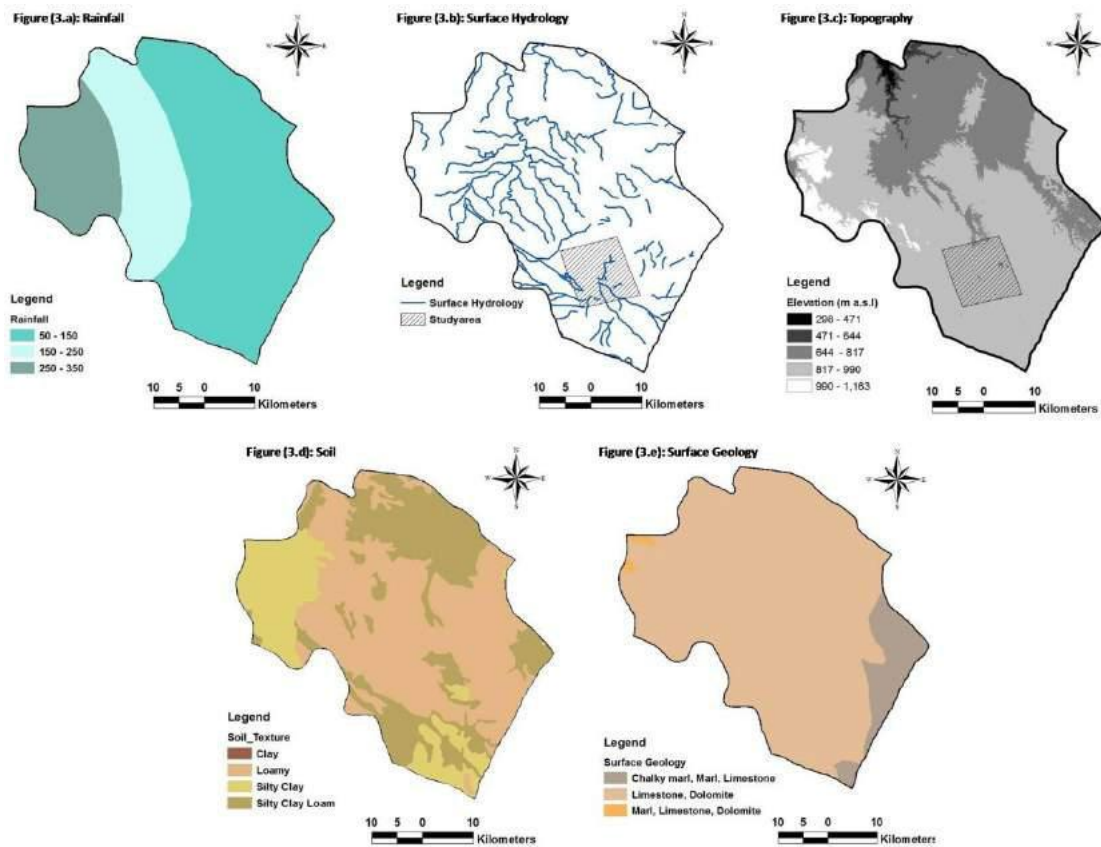 Figure (3.a): Rainfall
N
W E
S
Legend
Rainfall
50 - 150
150 - 250
250 - 350
10 5 0 10
Kilometers
Figure (3.b): Surface Hydrology
N
W E
S
Legend
Surface Hydrology
Studyarea
10 5 0 10
Kilometers
Figure (3.c): Topography
N
W E
S
Legend
Elevation (m a.s.l)
298 - 471
471 - 644
644 - 817
817 - 990
990 - 1,163
10 5 0 10
Kilometers
Figure (3.d): Soil
N
W E
S
Legend
Soil_Texture
Clay
Loamy
Silty Clay
Silty Clay Loam
10 5 0 10
Kilometers
Figure (3.e): Surface Geology
N
W E
S
Legend
Surface Geology
Chalky marl, Marl, Limestone
Limestone, Dolomite
Marl, Limestone, Dolomite
10 5 0 10
Kilometers